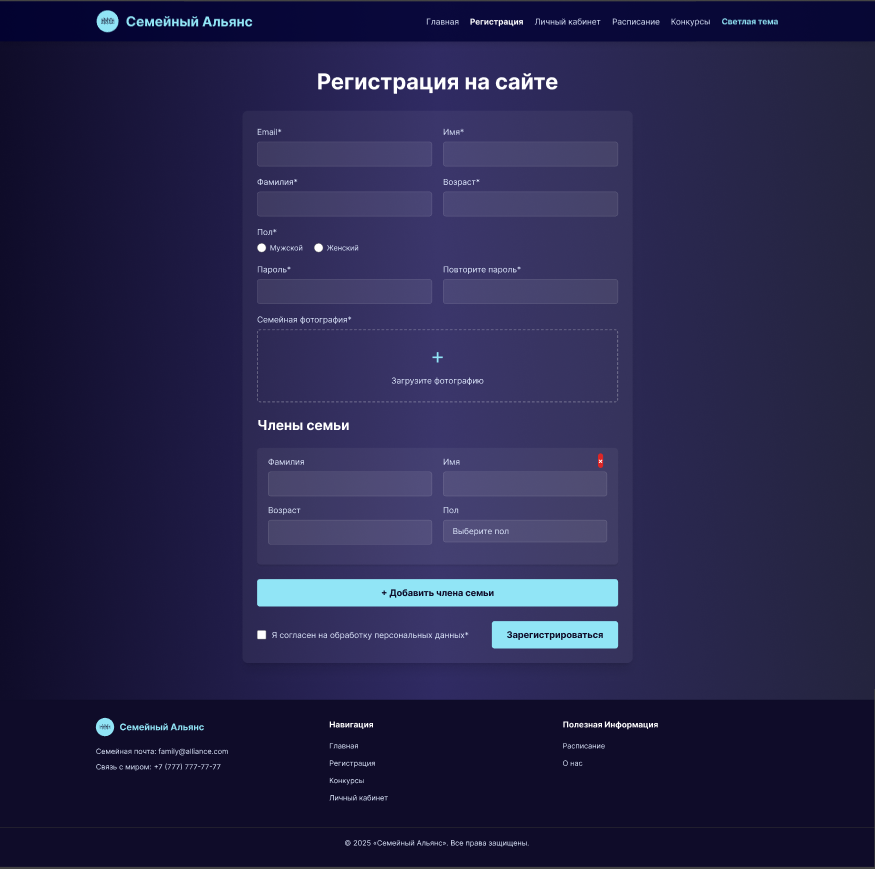 Семейный Альянс
Главная Регистрация Личный кабинет Расписание Конкурсы Светлая тема
Регистрация на сайте
Email* Имя*
Фамилия* Возраст*
Пол*
Мужской Женский
Пароль* Повторите пароль*
Семейная фотография*
+
Загрузите фотографию
Члены семьи
Фамилия Имя ×
Возраст Пол
Выберите пол
+ Добавить члена семьи
Я согласен на обработку персональных данных* Зарегистрироваться
Семейный Альянс
Семейная почта: family@alliance.com
Связь с миром: +7 (777) 777-77-77
Навигация
Главная
Регистрация
Конкурсы
Личный кабинет
Полезная Информация
Расписание
О нас
© 2025 «Семейный Альянс». Все права защищены.